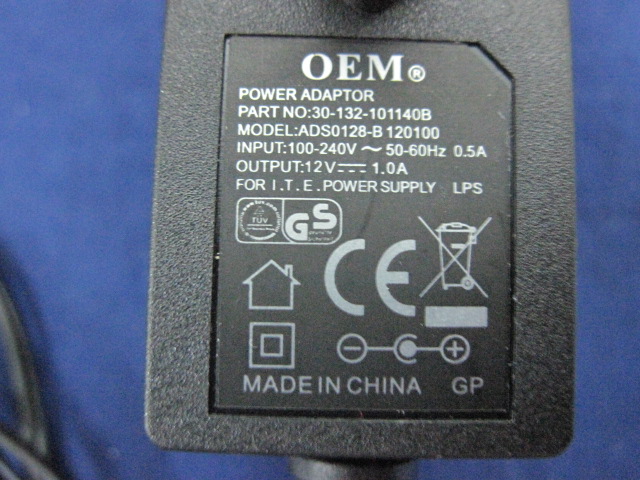 OEM®
POWER ADAPTOR
PART NO:30-132-101140B
MODEL:ADS0128-B 120100
INPUT:100-240V ~ 50-60Hz 0.5A
OUTPUT:12V⎓ 1.0A
FOR I.T.E.POWER SUPPLY LPS
TÜV GS
CE
MADE IN CHINA GP